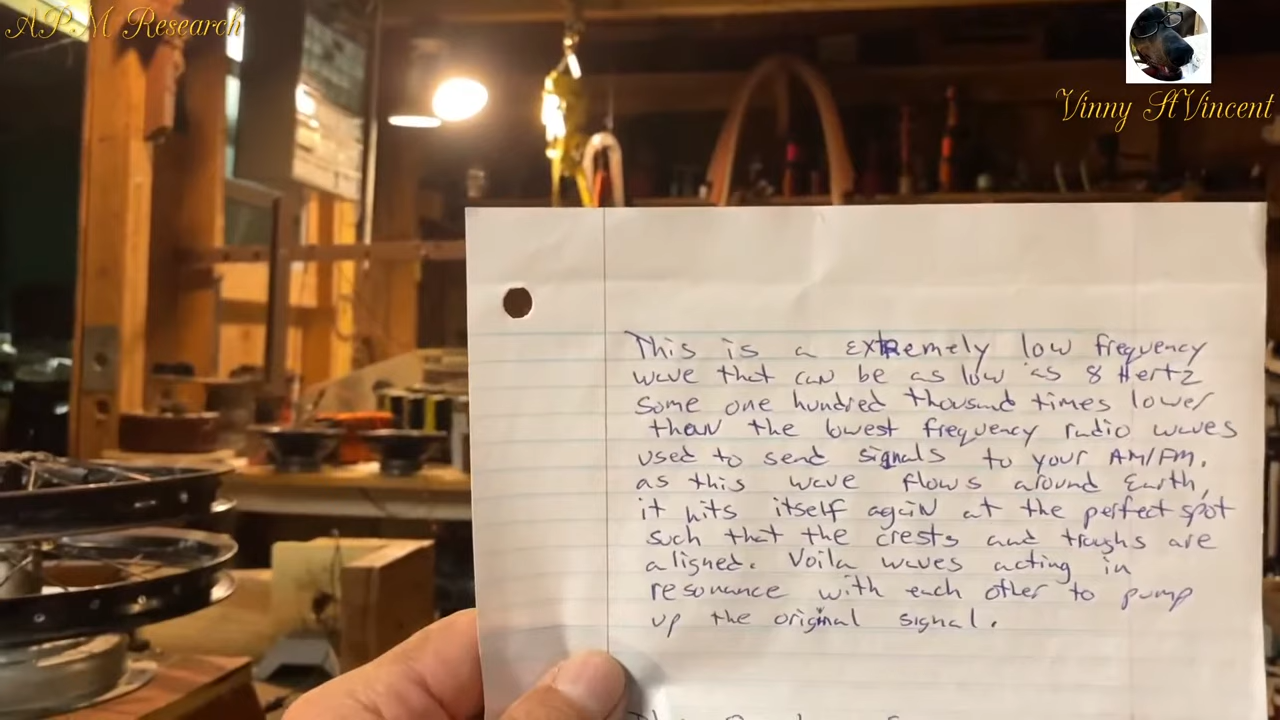 APM Research
Vinny StVincent
This is a extremely low frequency
wave that can be as low as 8 Hertz
some one hundred thousand times lower
than the lowest frequency radio waves
used to send signals to your AM/FM.
as this wave flows around Earth,
it hits itself again at the perfect spot
such that the crests and troughs are
aligned. Voila waves acting in
resonance with each other to pump
up the original signal.